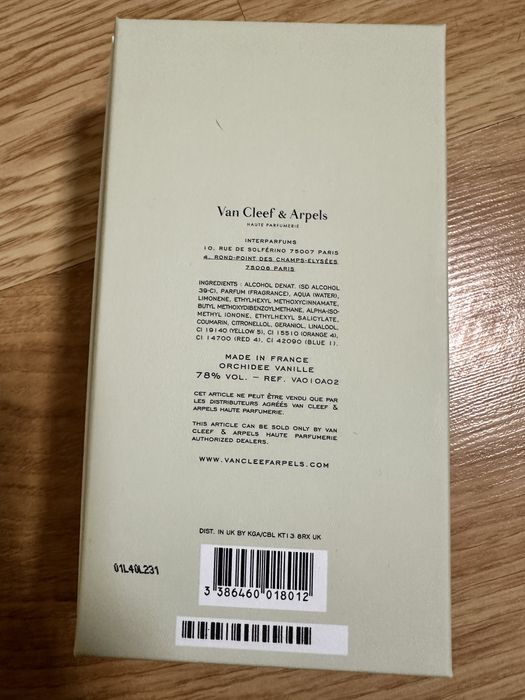 Van Cleef & Arpels
HAUTE PARFUMERIE
INTERPARFUMS
10, RUE DE SOLFÉRINO 75007 PARIS
4, ROND-POINT DES CHAMPS-ELYSÉES
75008 PARIS
INGREDIENTS : ALCOHOL DENAT. (SD ALCOHOL
39-C), PARFUM (FRAGRANCE), AQUA (WATER),
LIMONENE, ETHYLHEXYL METHOXYCINNAMATE,
BUTYL METHOXYDIBENZOYLMETHANE, ALPHA-ISO-
METHYL IONONE, ETHYLHEXYL SALICYLATE,
COUMARIN, CITRONELLOL, GERANIOL, LINALOOL,
CI 19140 (YELLOW 5), CI 15510 (ORANGE 4),
CI 14700 (RED 4), CI 42090 (BLUE 1).
MADE IN FRANCE
ORCHIDEE VANILLE
78% VOL. – REF. VA010A02
CET ARTICLE NE PEUT ÊTRE VENDU QUE PAR
LES DISTRIBUTEURS AGRÉÉS VAN CLEEF &
ARPELS HAUTE PARFUMERIE.
THIS ARTICLE CAN BE SOLD ONLY BY VAN
CLEEF & ARPELS HAUTE PARFUMERIE
AUTHORIZED DEALERS.
WWW.VANCLEEFARPELS.COM
DIST. IN UK BY KGA/CBL KT13 8RX UK
01L40L231
3 386460 018012